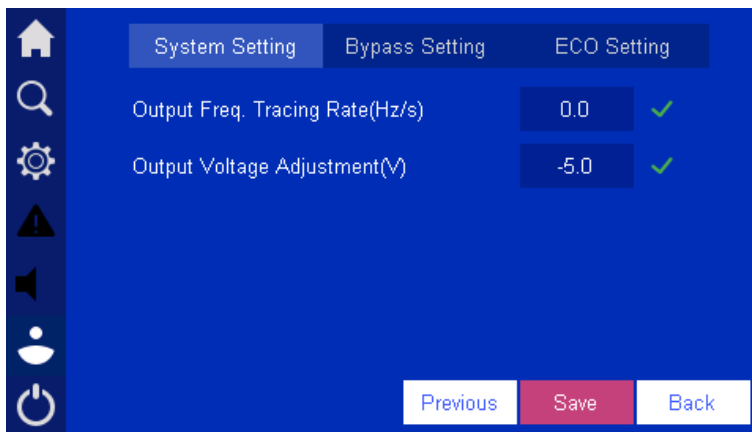 System Setting Bypass Setting ECO Setting
Output Freq. Tracing Rate(Hz/s) 0.0
Output Voltage Adjustment(V) -5.0
Previous Save Back